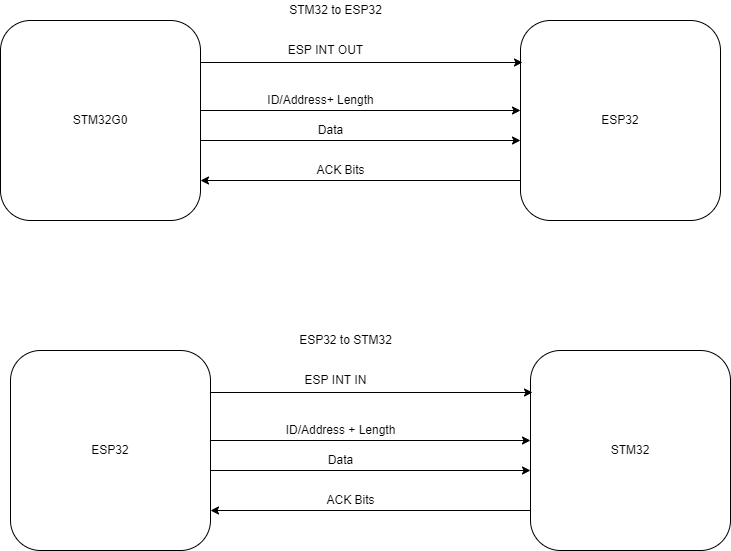 STM32 to ESP32
ESP INT OUT
ID/Address+ Length
STM32G0
ESP32
Data
ACK Bits
ESP32 to STM32
ESP INT IN
ID/Address + Length
ESP32
STM32
Data
ACK Bits